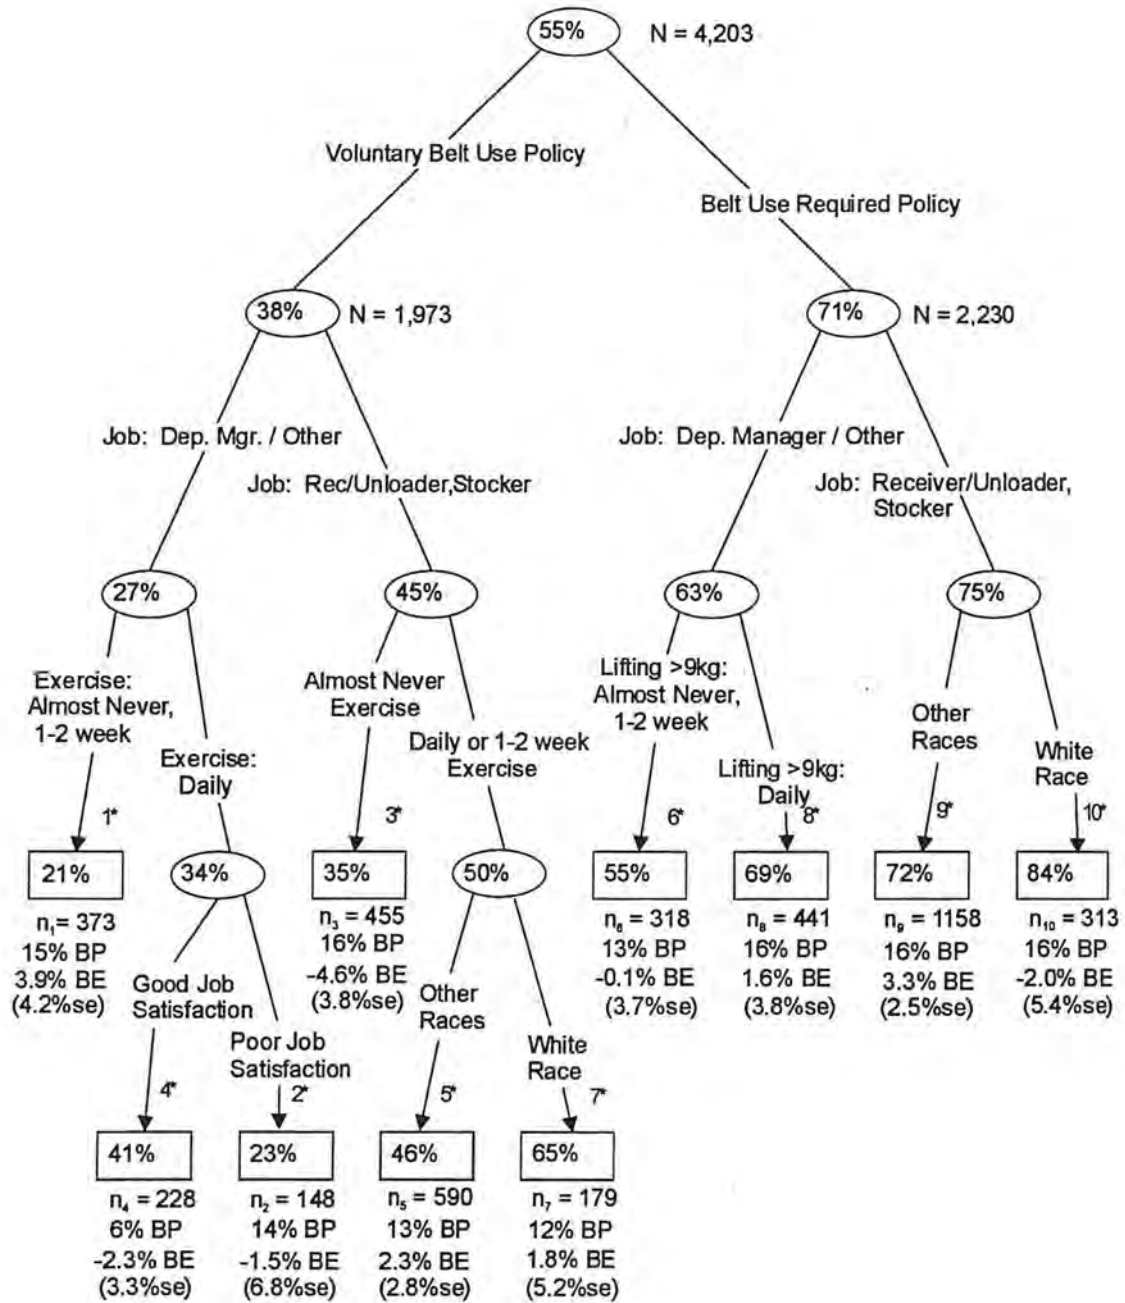 55% N = 4,203
Voluntary Belt Use Policy
Belt Use Required Policy
38% N = 1,973
71% N = 2,230
Job: Dep. Mgr. / Other
Job: Rec/Unloader,Stocker
Job: Dep. Manager / Other
Job: Receiver/Unloader,
Stocker
27%
45%
63%
75%
Exercise:
Almost Never,
1-2 week
Exercise:
Daily
Almost Never
Exercise
Daily or 1-2 week
Exercise
Lifting >9kg:
Almost Never,
1-2 week
Lifting >9kg:
Daily
Other
Races
White
Race
1*
3*
6*
8*
9*
10*
21%
n₁= 373
15% BP
3.9% BE
(4.2%se)
34%
35%
n₃ = 455
16% BP
-4.6% BE
(3.8%se)
50%
55%
n₆ = 318
13% BP
-0.1% BE
(3.7%se)
69%
n₈ = 441
16% BP
1.6% BE
(3.8%se)
72%
n₉ = 1158
16% BP
3.3% BE
(2.5%se)
84%
n₁₀ = 313
16% BP
-2.0% BE
(5.4%se)
Good Job
Satisfaction
Poor Job
Satisfaction
Other
Races
White
Race
4*
2*
5*
7*
41%
n₄ = 228
6% BP
-2.3% BE
(3.3%se)
23%
n₂ = 148
14% BP
-1.5% BE
(6.8%se)
46%
n₅ = 590
13% BP
2.3% BE
(2.8%se)
65%
n₇ = 179
12% BP
1.8% BE
(5.2%se)